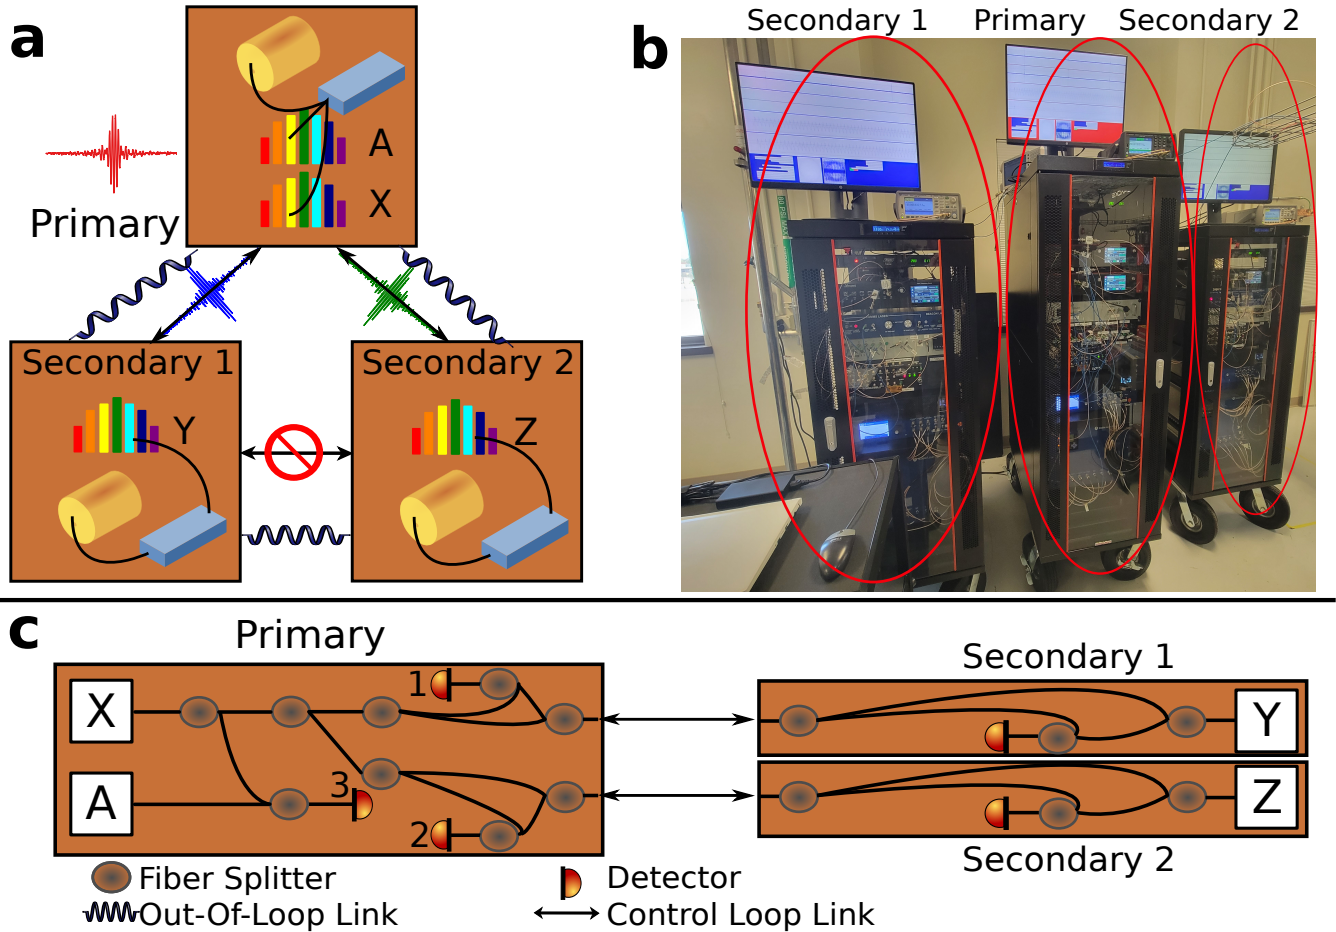 a
A
X
Primary
Secondary 1
Y
Secondary 2
Z
b
Secondary 1 Primary Secondary 2
c
Primary
X
A
1
3
2
Secondary 1
Y
Z
Secondary 2
Fiber Splitter
Detector
Out-Of-Loop Link
Control Loop Link